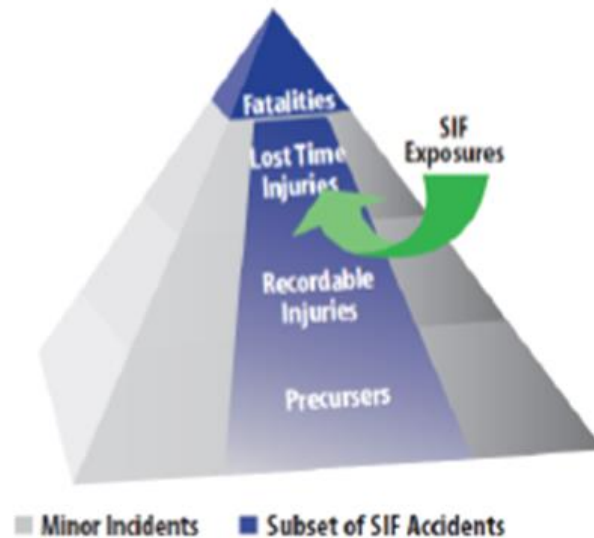 Fatalities
SIF
Exposures
Lost Time
Injuries
Recordable
Injuries
Precursers
Minor Incidents
Subset of SIF Accidents